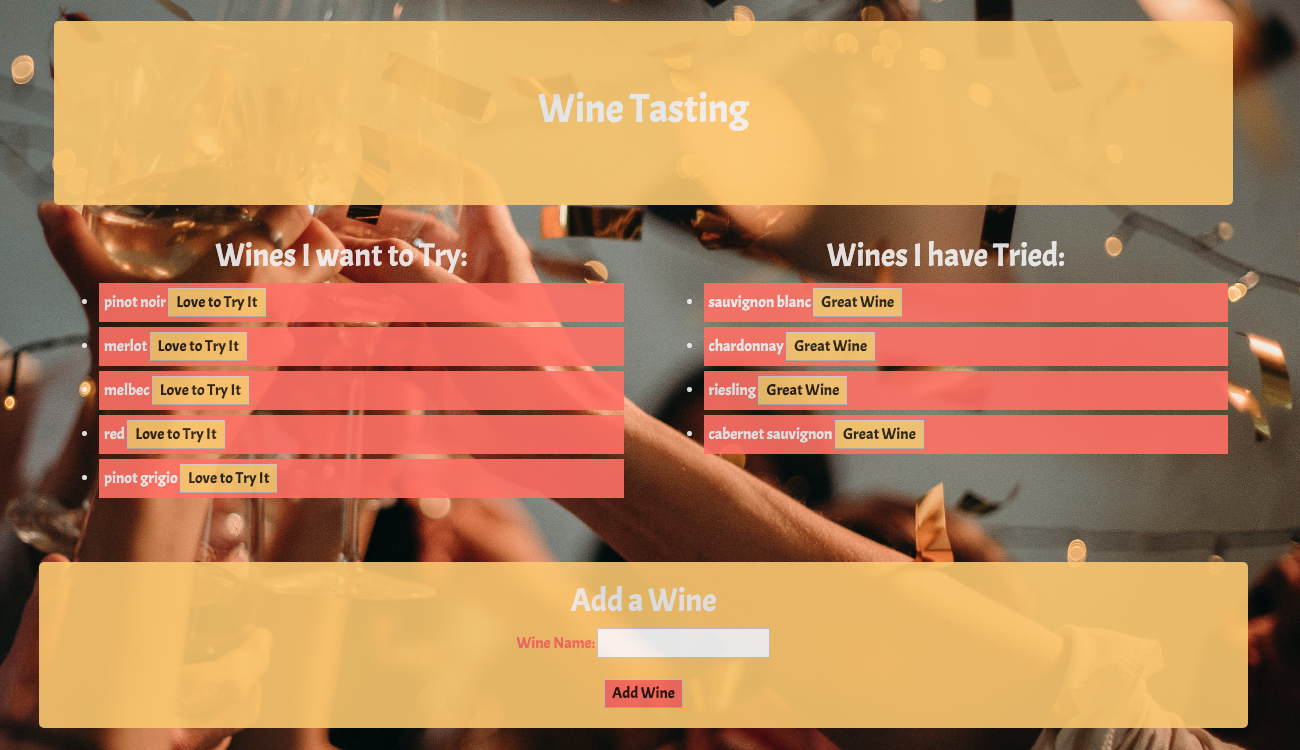 Wine Tasting
Wines I want to Try:
pinot noir Love to Try It
merlot Love to Try It
melbec Love to Try It
red Love to Try It
pinot grigio Love to Try It
Wines I have Tried:
sauvignon blanc Great Wine
chardonnay Great Wine
riesling Great Wine
cabernet sauvignon Great Wine
Add a Wine
Wine Name:
Add Wine